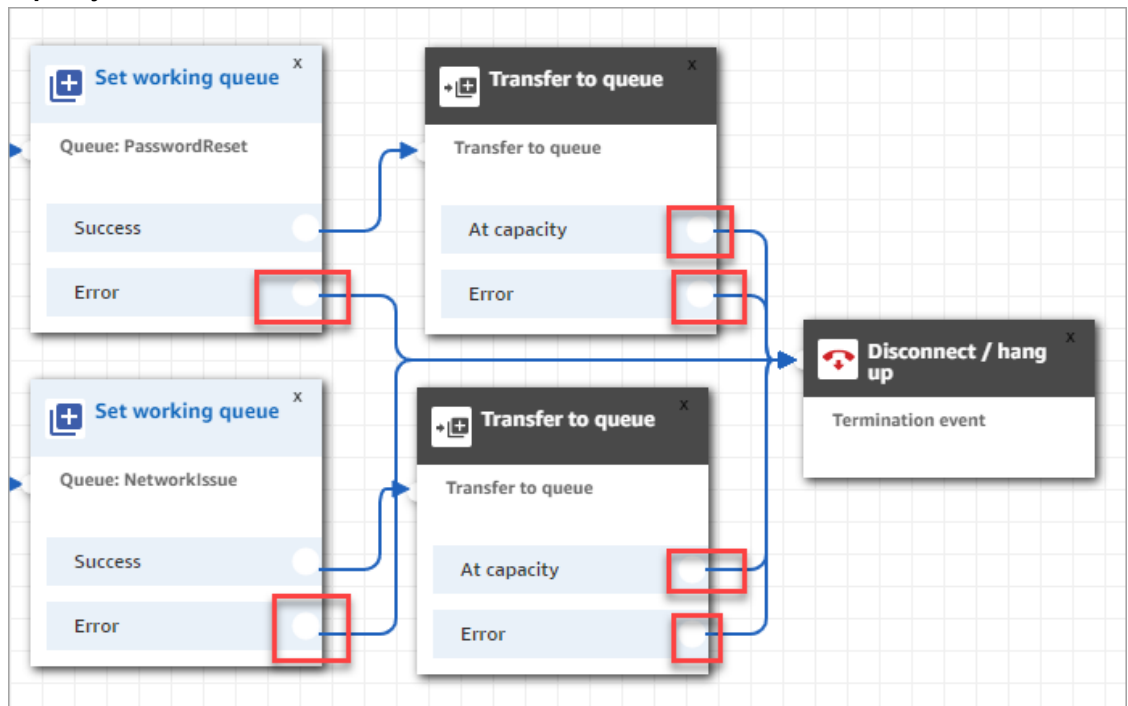 Set working queue
x
Queue: PasswordReset
Success
Error
Transfer to queue
x
Transfer to queue
At capacity
Error
Set working queue
x
Queue: NetworkIssue
Success
Error
Transfer to queue
x
Transfer to queue
At capacity
Error
Disconnect / hang
up
x
Termination event